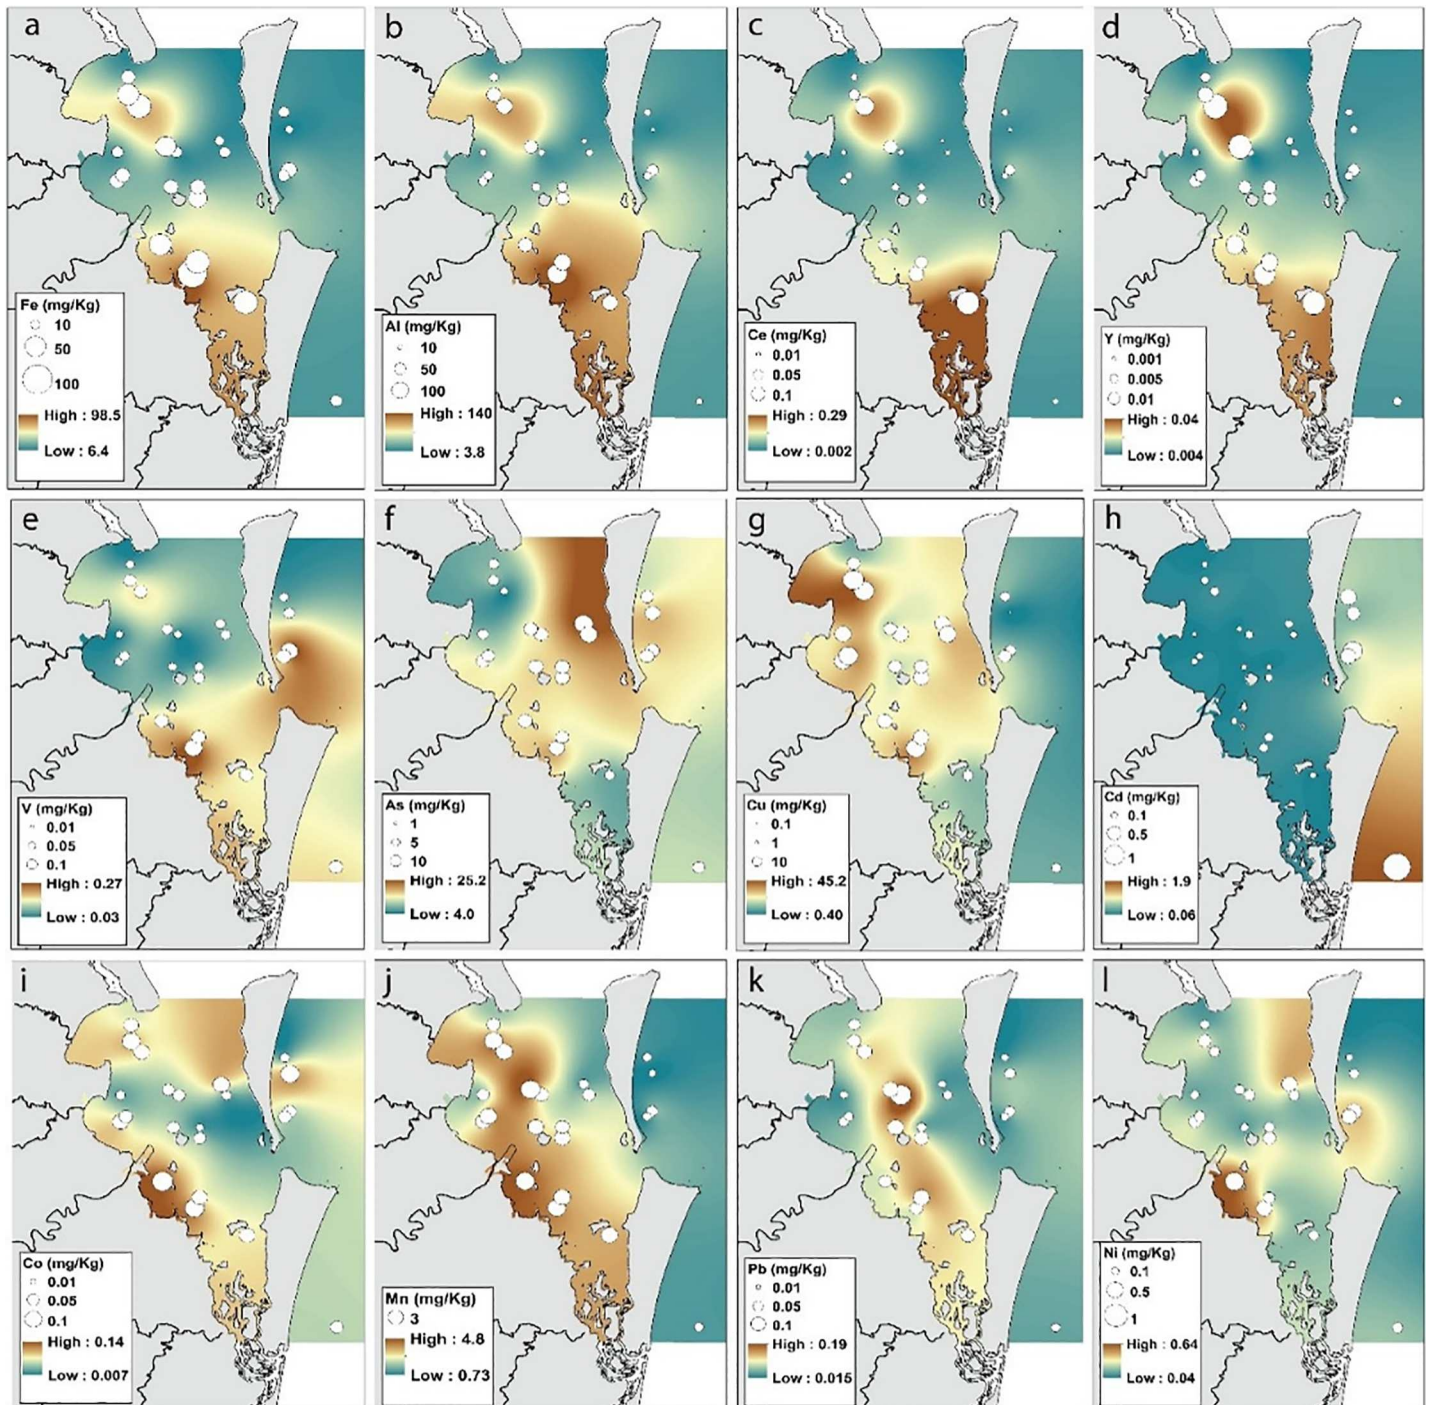 a
Fe (mg/Kg)
10
50
100
High : 98.5
Low : 6.4
b
Al (mg/Kg)
10
50
100
High : 140
Low : 3.8
c
Ce (mg/Kg)
0.01
0.05
0.1
High : 0.29
Low : 0.002
d
Y (mg/Kg)
0.001
0.005
0.01
High : 0.04
Low : 0.004
e
V (mg/Kg)
0.01
0.05
0.1
High : 0.27
Low : 0.03
f
As (mg/Kg)
1
5
10
High : 25.2
Low : 4.0
g
Cu (mg/Kg)
0.1
1
10
High : 45.2
Low : 0.40
h
Cd (mg/Kg)
0.1
0.5
1
High : 1.9
Low : 0.06
i
Co (mg/Kg)
0.01
0.05
0.1
High : 0.14
Low : 0.007
j
Mn (mg/Kg)
3
High : 4.8
Low : 0.73
k
Pb (mg/Kg)
0.01
0.05
0.1
High : 0.19
Low : 0.015
l
Ni (mg/Kg)
0.1
0.5
1
High : 0.64
Low : 0.04